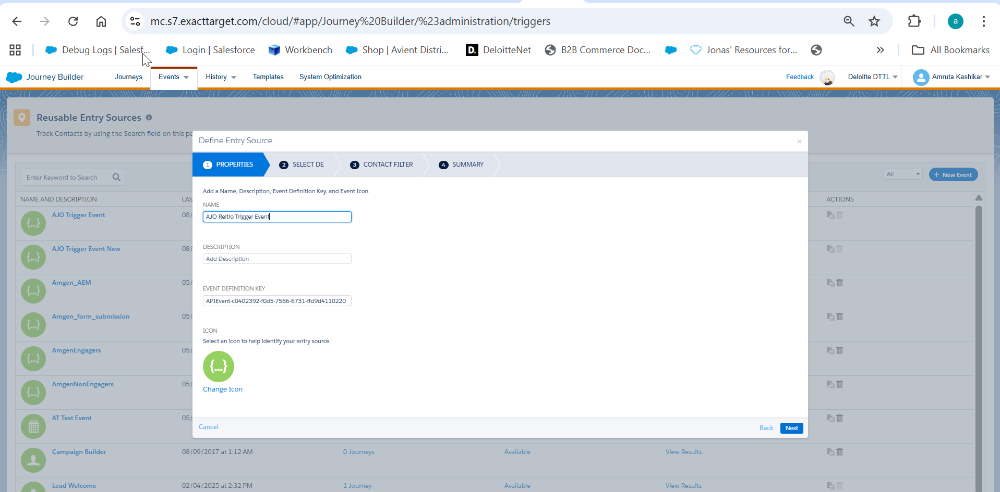 mc.s7.exacttarget.com/cloud/#app/Journey%20Builder/%23administration/triggers
a
Debug Logs | Salesf... Login | Salesforce Workbench Shop | Avient Distri... D. DeloitteNet B2B Commerce Doc... Jonas' Resources for... » All Bookmarks
Journey Builder Journeys Events History Templates System Optimization Feedback Deloitte DTTL Amruta Kashikar
Reusable Entry Sources
Track Contacts by using the Search field on this pa
Define Entry Source ×
1 PROPERTIES 2 SELECT DE 3 CONTACT FILTER 4 SUMMARY
Enter Keyword to Search All + New Event
NAME AND DESCRIPTION LAS ACTIONS
Add a Name, Description, Event Definition Key, and Event Icon.
NAME
AJO Reltio Trigger Event
DESCRIPTION
Add Description
EVENT DEFINITION KEY
APIEvent-c0402392-f0d5-7566-6731-ffd9d4110220
ICON
Select an icon to help identify your entry source.
{...}
Change Icon
Cancel Back Next
AJO Trigger Event 08/
AJO Trigger Event New 08/
Amgen_AEM 05/
Amgen_form_submission 05/
AmgenEngagers 05/
AmgenNonEngagers 05/
AT Test Event 05/
Campaign Builder 08/09/2017 at 1:12 AM 0 Journeys Available View Results
Lead Welcome 02/04/2025 at 2:32 PM 1 Journey Available View Results